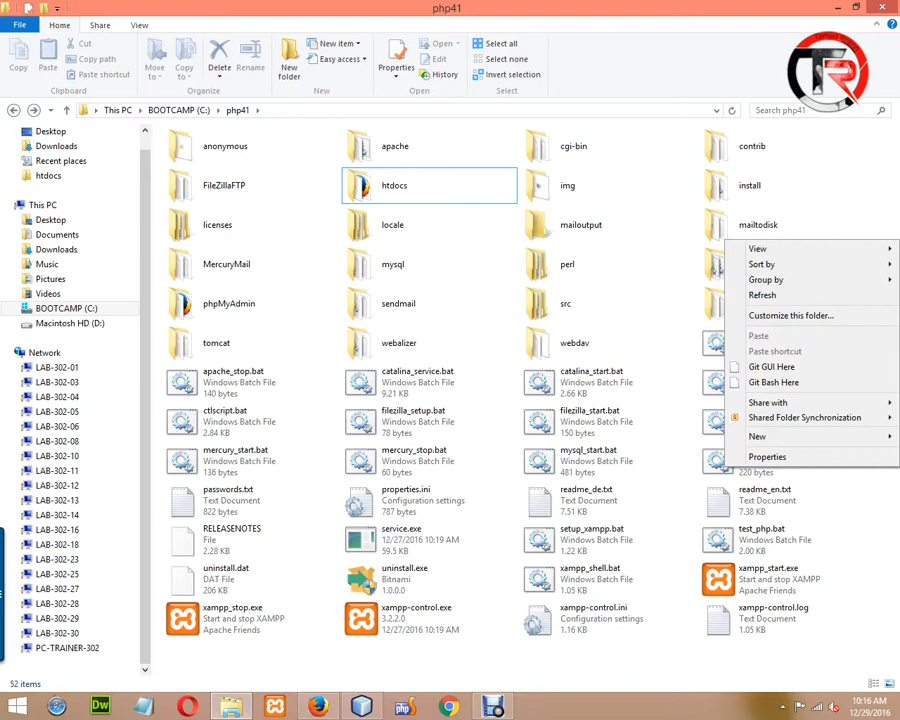 php41
File
Home
Share
View
Copy
Paste
Cut
Copy path
Paste shortcut
Clipboard
Move to
Copy to
Delete
Rename
Organize
New folder
New item
Easy access
New
Properties
Open
Edit
History
Open
Select all
Select none
Invert selection
Select
This PC
BOOTCAMP (C:)
php41
Search php41
TR
Desktop
Downloads
Recent places
htdocs
This PC
Desktop
Documents
Downloads
Music
Pictures
Videos
BOOTCAMP (C:)
Macintosh HD (D:)
Network
LAB-302-01
LAB-302-03
LAB-302-04
LAB-302-05
LAB-302-06
LAB-302-08
LAB-302-10
LAB-302-11
LAB-302-12
LAB-302-13
LAB-302-14
LAB-302-16
LAB-302-18
LAB-302-23
LAB-302-25
LAB-302-27
LAB-302-28
LAB-302-29
LAB-302-30
PC-TRAINER-302
anonymous
apache
cgi-bin
contrib
FileZillaFTP
htdocs
img
install
licenses
locale
mailoutput
mailtodisk
MercuryMail
mysql
perl
phpMyAdmin
sendmail
src
tomcat
webalizer
webdav
apache_stop.bat
Windows Batch File
140 bytes
catalina_service.bat
Windows Batch File
9.21 KB
catalina_start.bat
Windows Batch File
2.66 KB
ctlscript.bat
Windows Batch File
2.84 KB
filezilla_setup.bat
Windows Batch File
78 bytes
filezilla_start.bat
Windows Batch File
150 bytes
mercury_start.bat
Windows Batch File
136 bytes
mercury_stop.bat
Windows Batch File
60 bytes
mysql_start.bat
Windows Batch File
481 bytes
220 bytes
passwords.txt
Text Document
822 bytes
properties.ini
Configuration settings
787 bytes
readme_de.txt
Text Document
7.51 KB
readme_en.txt
Text Document
7.38 KB
RELEASENOTES
File
2.28 KB
service.exe
12/27/2016 10:19 AM
59.5 KB
setup_xampp.bat
Windows Batch File
1.22 KB
test_php.bat
Windows Batch File
2.00 KB
uninstall.dat
DAT File
206 KB
uninstall.exe
Bitnami
1.0.0.0
xampp_shell.bat
Windows Batch File
1.05 KB
xampp_start.exe
Start and stop XAMPP
Apache Friends
xampp_stop.exe
Start and stop XAMPP
Apache Friends
xampp-control.exe
3.2.2.0
12/27/2016 10:19 AM
xampp-control.ini
Configuration settings
1.16 KB
xampp-control.log
Text Document
1.05 KB
View
Sort by
Group by
Refresh
Customize this folder...
Paste
Paste shortcut
Git GUI Here
Git Bash Here
Share with
Shared Folder Synchronization
New
Properties
52 items
Dw
php
10:16 AM
12/29/2016